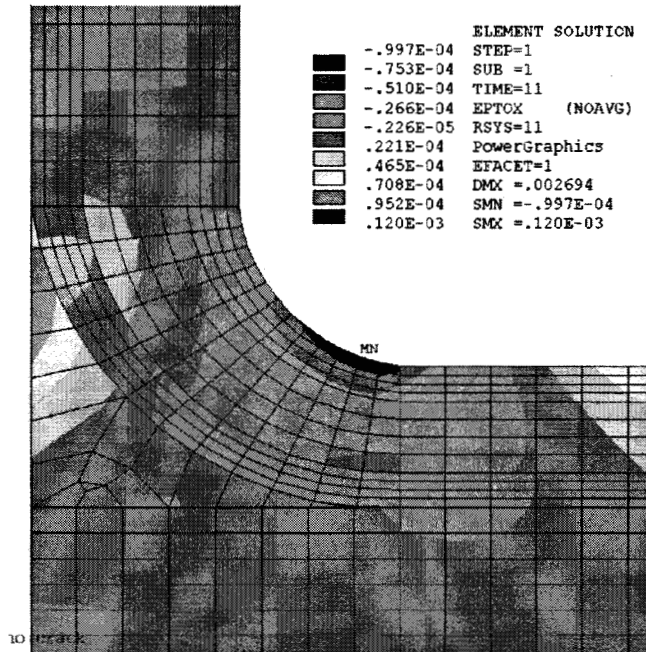 ELEMENT SOLUTION
-.997E-04 STEP=1
-.753E-04 SUB =1
-.510E-04 TIME=11
-.266E-04 EPTOX (NOAVG)
-.226E-05 RSYS=11
.221E-04 PowerGraphics
.465E-04 EFACET=1
.708E-04 DMX =.002694
.952E-04 SMN =-.997E-04
.120E-03 SMX =.120E-03
MN
no crack